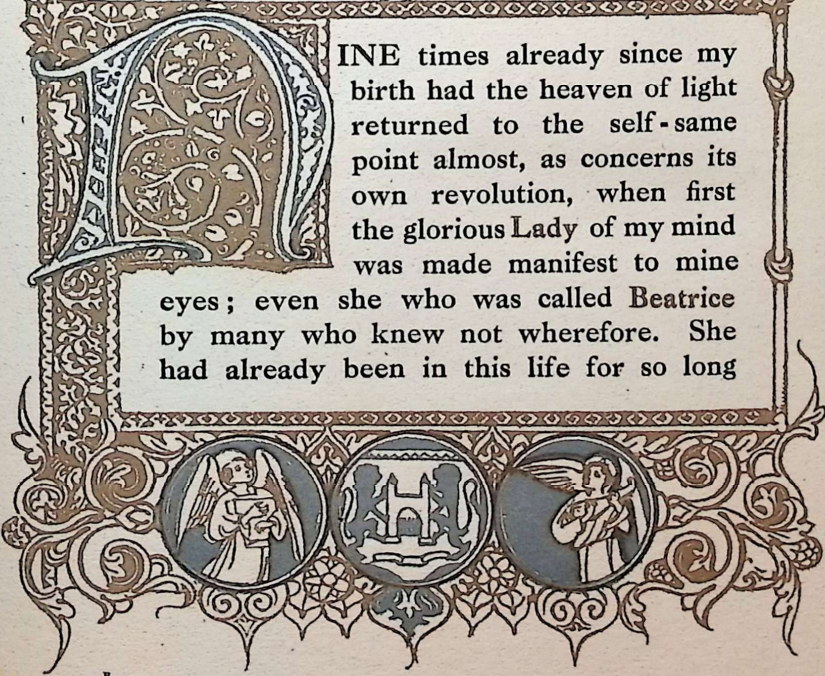 NINE times already since my
birth had the heaven of light
returned to the self-same
point almost, as concerns its
own revolution, when first
the glorious Lady of my mind
was made manifest to mine
eyes; even she who was called Beatrice
by many who knew not wherefore. She
had already been in this life for so long